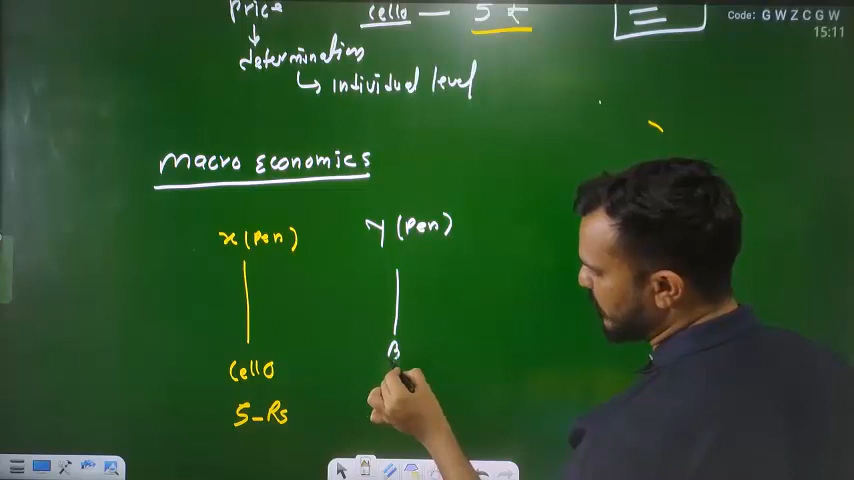 price
cello — 5 ₹
Code: GWZCGW
15:11
determination
↳ individual level
Macro Economics
x (Pen)
y (Pen)
B
Cello
5-Rs